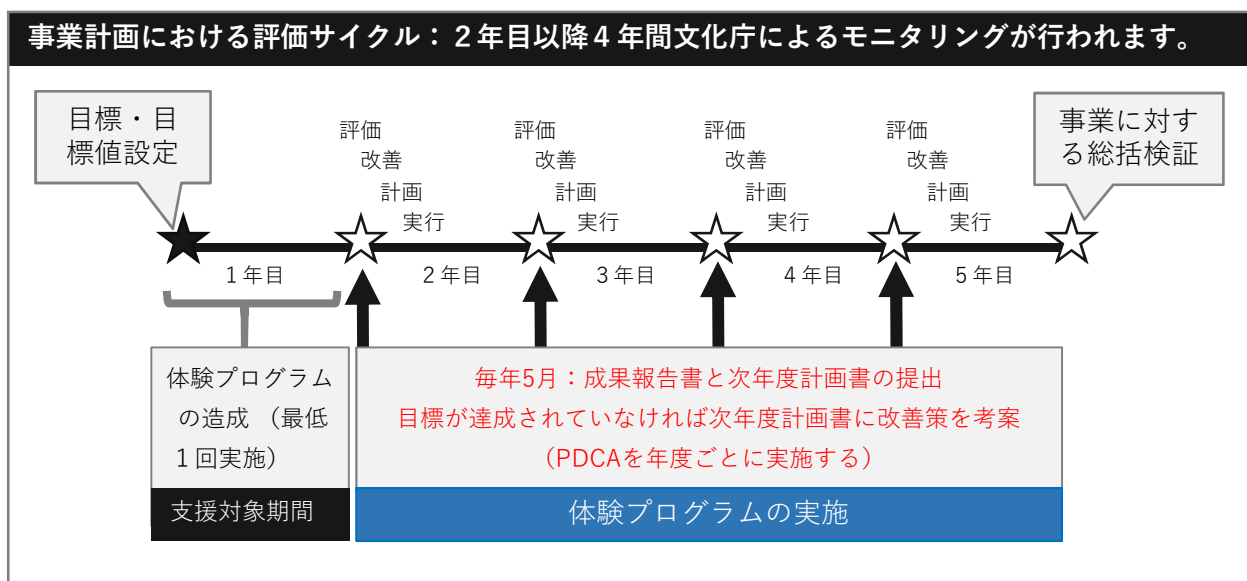 事業計画における評価サイクル：２年目以降４年間文化庁によるモニタリングが行われます。
目標・目
標値設定
評価
改善
計画
実行
評価
改善
計画
実行
評価
改善
計画
実行
評価
改善
計画
実行
事業に対す
る総括検証
１年目
２年目
３年目
４年目
５年目
体験プログラム
の造成 （最低
１回実施）
支援対象期間
毎年5月：成果報告書と次年度計画書の提出
目標が達成されていなければ次年度計画書に改善策を考案
（PDCAを年度ごとに実施する）
体験プログラムの実施